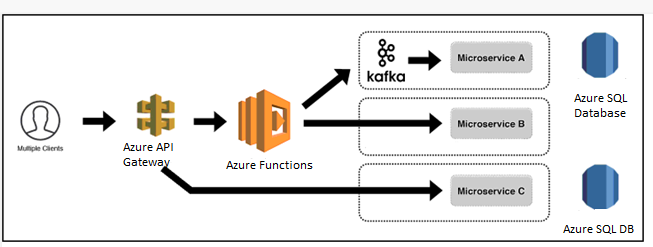 Multiple Clients
Azure API
Gateway
Azure Functions
kafka
Microservice A
Microservice B
Microservice C
Azure SQL
Database
Azure SQL DB